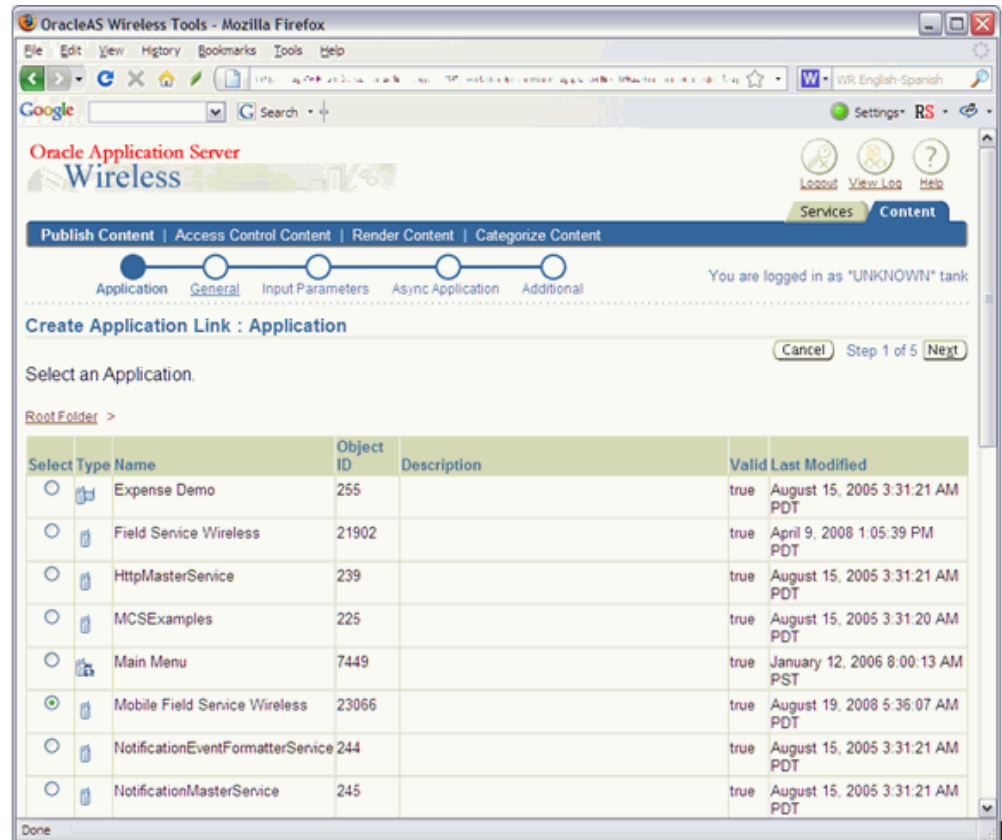 OracleAS Wireless Tools - Mozilla Firefox
File Edit View History Bookmarks Tools Help
W WR English-Spanish
Google G Search Settings RS
Oracle Application Server
Wireless
Logout View Log Help
Services Content
Publish Content | Access Control Content | Render Content | Categorize Content
Application General Input Parameters Async Application Additional
You are logged in as "UNKNOWN" tank
Create Application Link : Application
Cancel Step 1 of 5 Next
Select an Application.
Root Folder >
Select Type Name Object ID Description Valid Last Modified
Expense Demo 255 true August 15, 2005 3:31:21 AM PDT
Field Service Wireless 21902 true April 9, 2008 1:05:39 PM PDT
HttpMasterService 239 true August 15, 2005 3:31:21 AM PDT
MCSExamples 225 true August 15, 2005 3:31:20 AM PDT
Main Menu 7449 true January 12, 2006 8:00:13 AM PST
Mobile Field Service Wireless 23066 true August 19, 2008 5:36:07 AM PDT
NotificationEventFormatterService 244 true August 15, 2005 3:31:21 AM PDT
NotificationMasterService 245 true August 15, 2005 3:31:21 AM PDT
Done